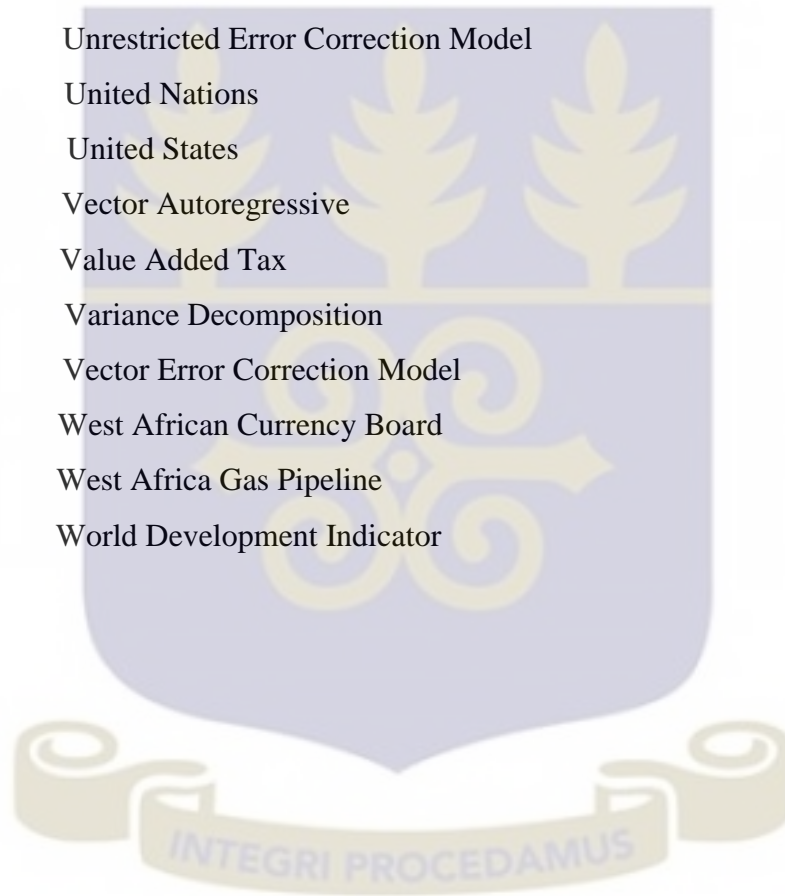 Unrestricted Error Correction Model
United Nations
United States
Vector Autoregressive
Value Added Tax
Variance Decomposition
Vector Error Correction Model
West African Currency Board
West Africa Gas Pipeline
World Development Indicator
INTEGRI PROCEDAMUS